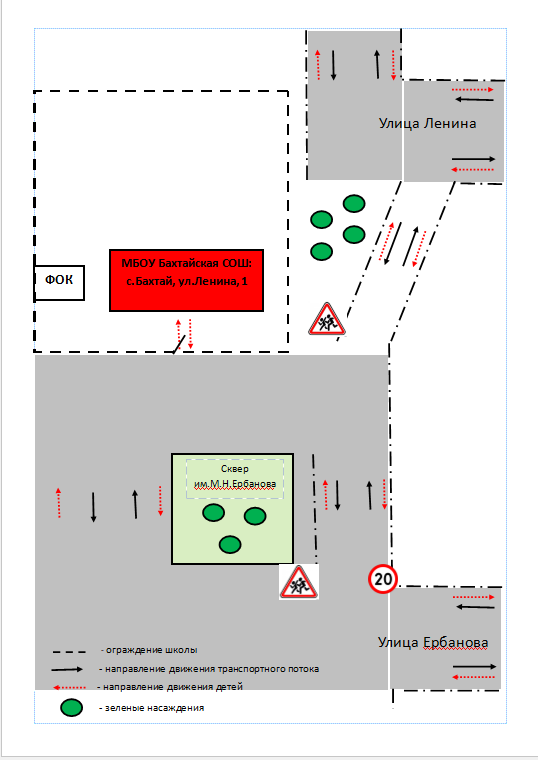 Улица Ленина
МБОУ Бахтайская СОШ:
с.Бахтай, ул.Ленина, 1
ФОК
Сквер
им.М.Н.Ербанова
20
Улица Ербанова
- ограждение школы
- направление движения транспортного потока
- направление движения детей
- зеленые насаждения